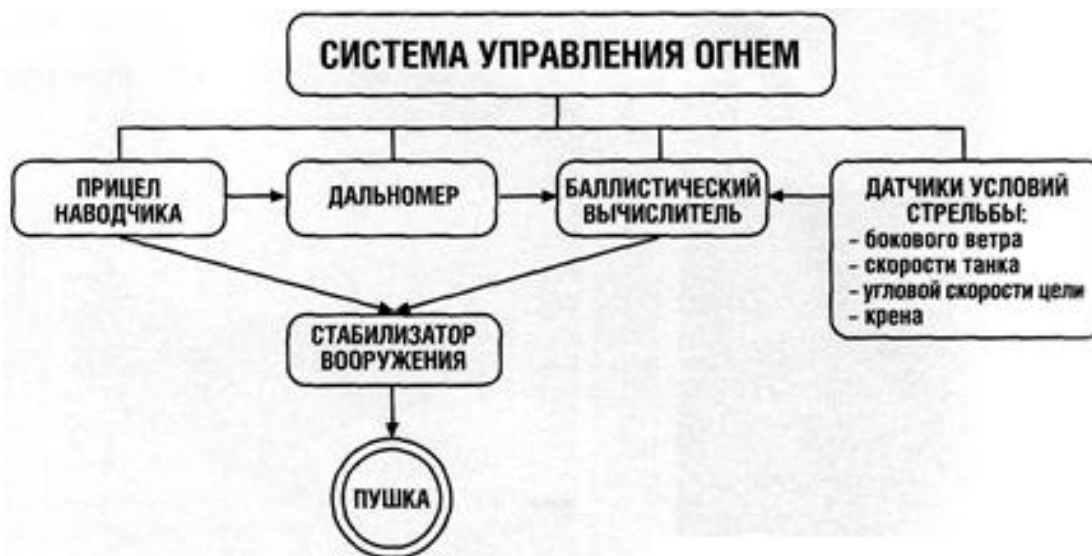 СИСТЕМА УПРАВЛЕНИЯ ОГНЕМ
ПРИЦЕЛ
НАВОДЧИКА
ДАЛЬНОМЕР
БАЛЛИСТИЧЕСКИЙ
ВЫЧИСЛИТЕЛЬ
ДАТЧИКИ УСЛОВИЙ
СТРЕЛЬБЫ:
- бокового ветра
- скорости танка
- угловой скорости цели
- крена
СТАБИЛИЗАТОР
ВООРУЖЕНИЯ
ПУШКА